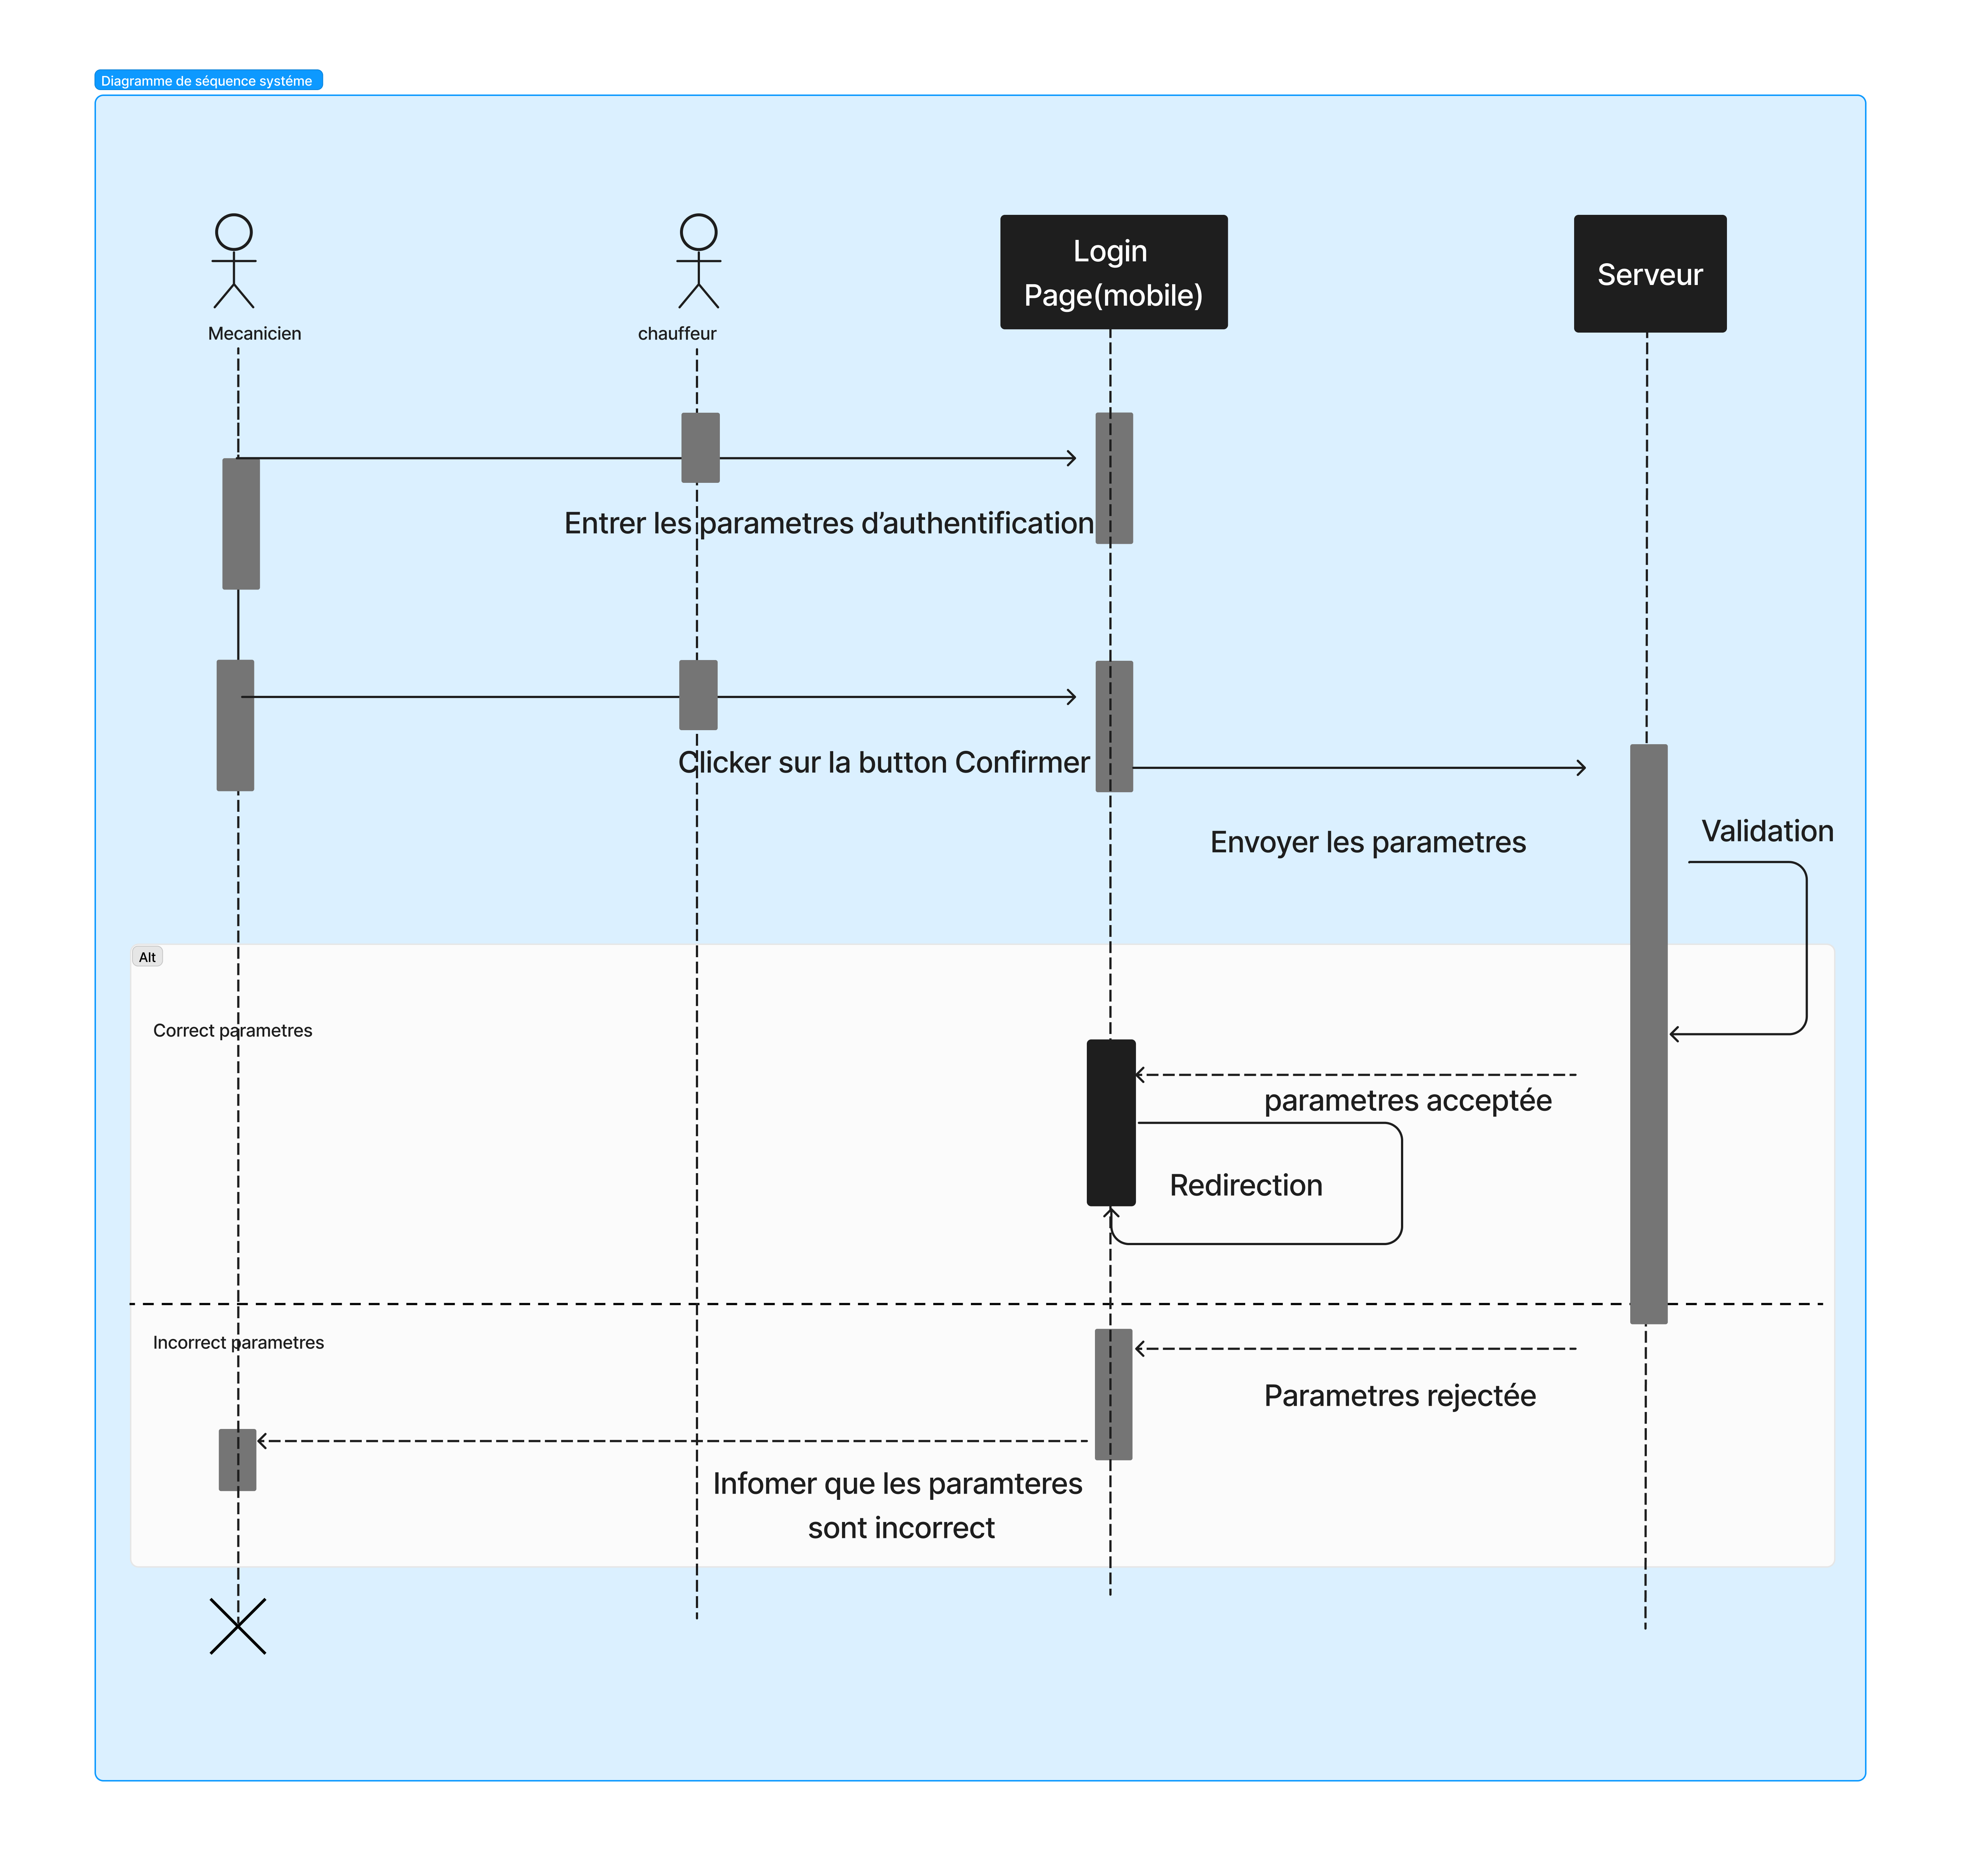 Diagramme de séquence systéme
Mecanicien
chauffeur
Login
Page(mobile)
Serveur
Entrer les parametres d’authentification
Clicker sur la button Confirmer
Envoyer les parametres
Validation
Alt
Correct parametres
parametres acceptée
Redirection
Incorrect parametres
Parametres rejectée
Infomer que les paramteres
sont incorrect